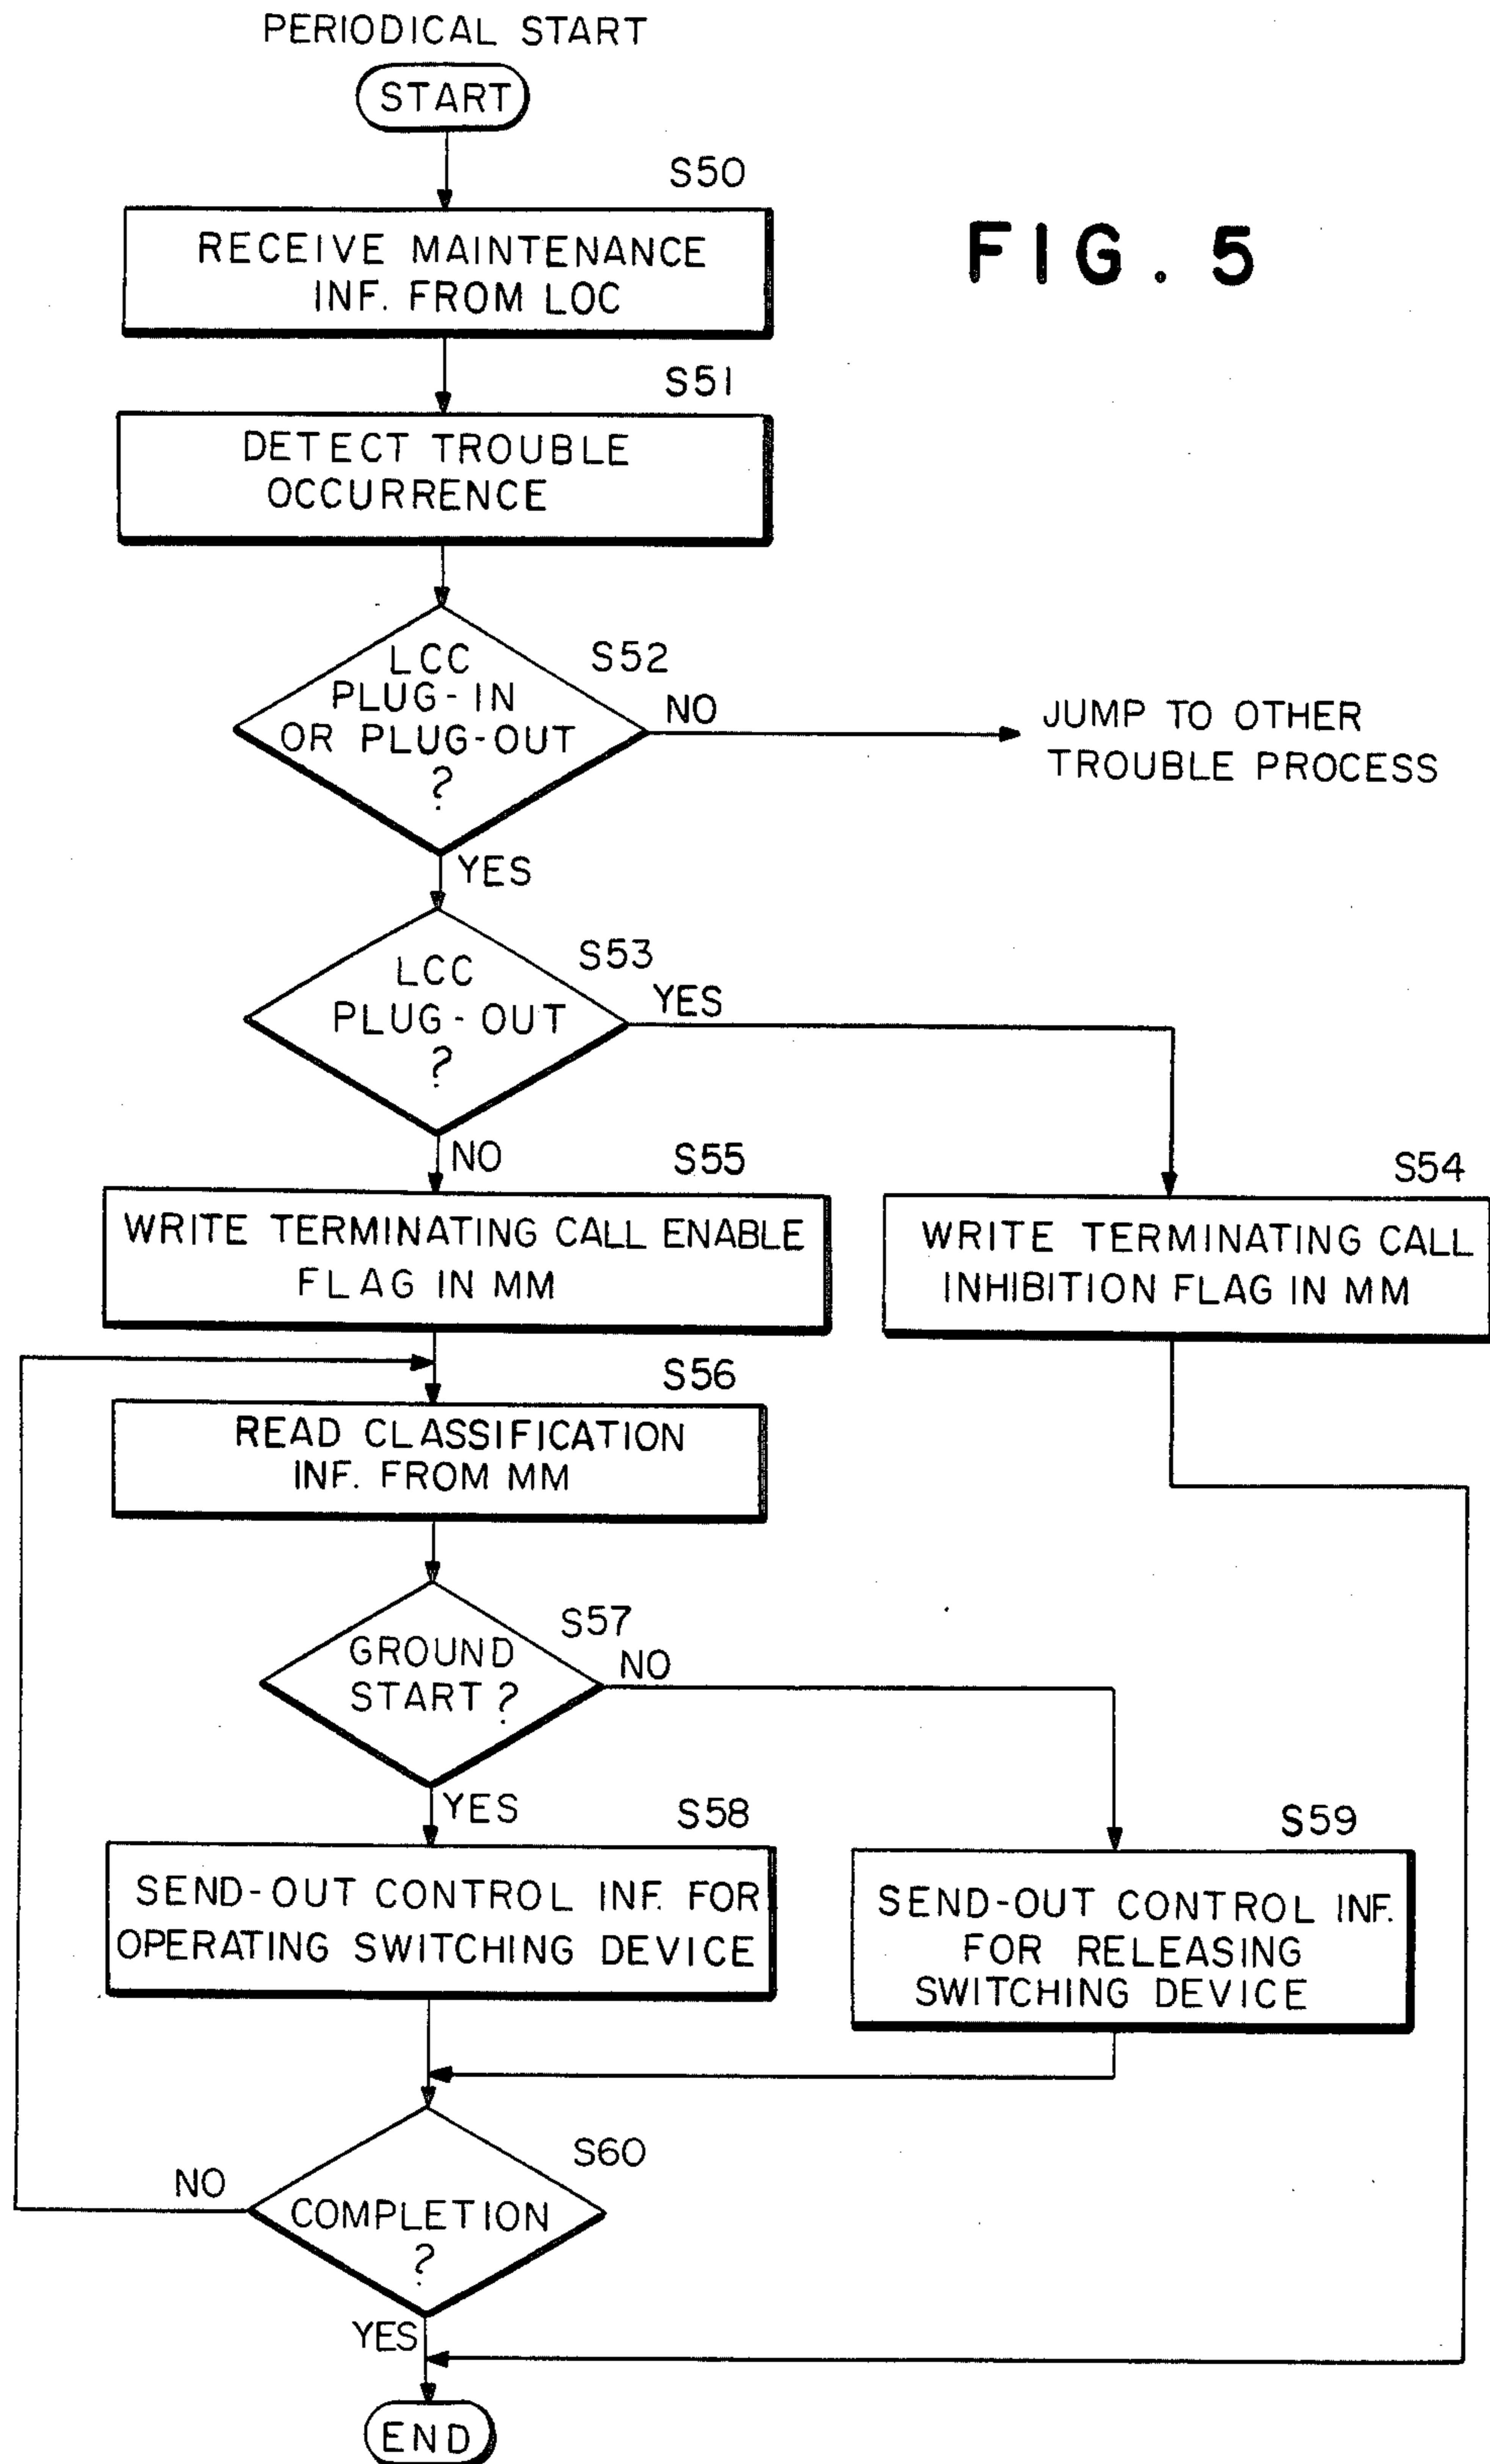 PERIODICAL START
START
S50
RECEIVE MAINTENANCE
INF. FROM LOC
FIG. 5
S51
DETECT TROUBLE
OCCURRENCE
LCC
PLUG-IN
OR PLUG-OUT
?
S52
NO
JUMP TO OTHER
TROUBLE PROCESS
YES
LCC
PLUG-OUT
?
S53
YES
NO
S55
WRITE TERMINATING CALL ENABLE
FLAG IN MM
S54
WRITE TERMINATING CALL
INHIBITION FLAG IN MM
S56
READ CLASSIFICATION
INF. FROM MM
GROUND
START?
S57
NO
YES
S58
SEND-OUT CONTROL INF. FOR
OPERATING SWITCHING DEVICE
S59
SEND-OUT CONTROL INF.
FOR RELEASING
SWITCHING DEVICE
S60
NO
COMPLETION
?
YES
END